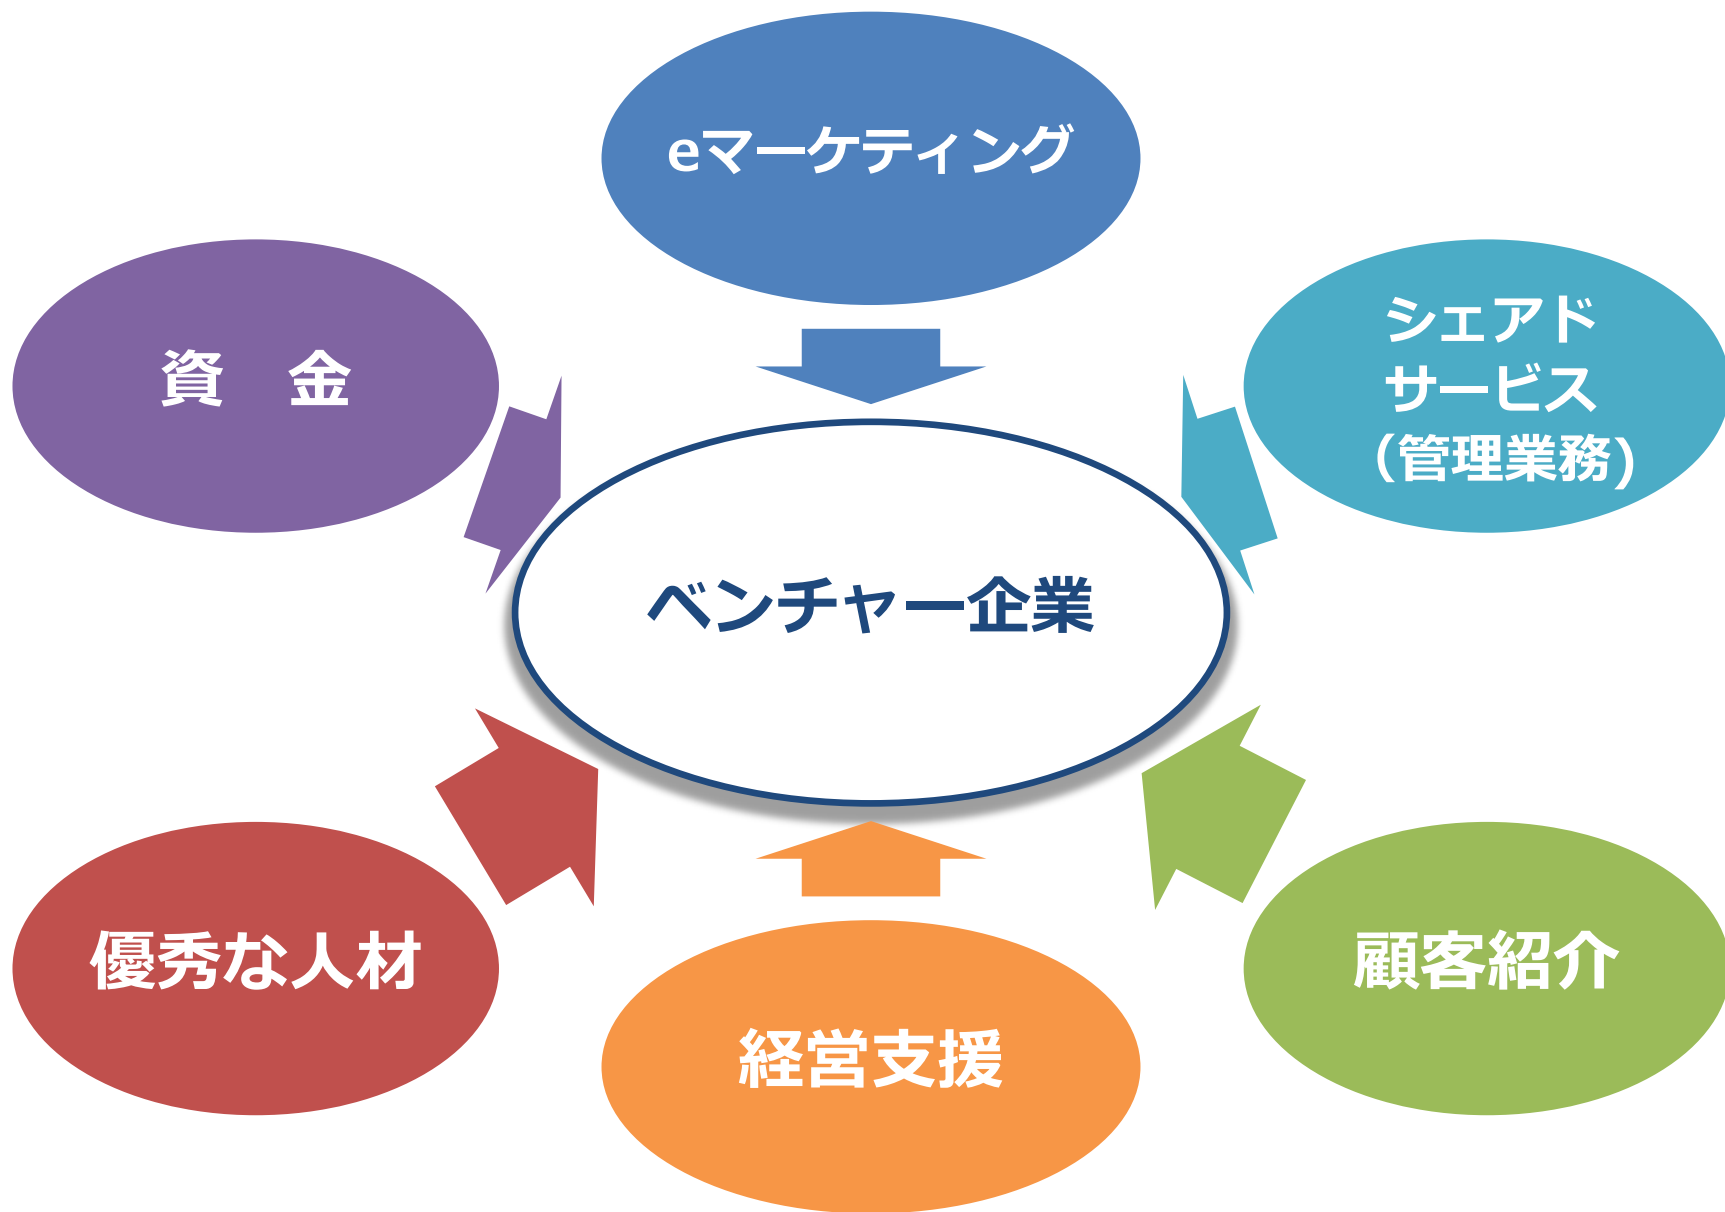 eマーケティング
資　金
シェアド
サービス
（管理業務)
ベンチャー企業
優秀な人材
顧客紹介
経営支援